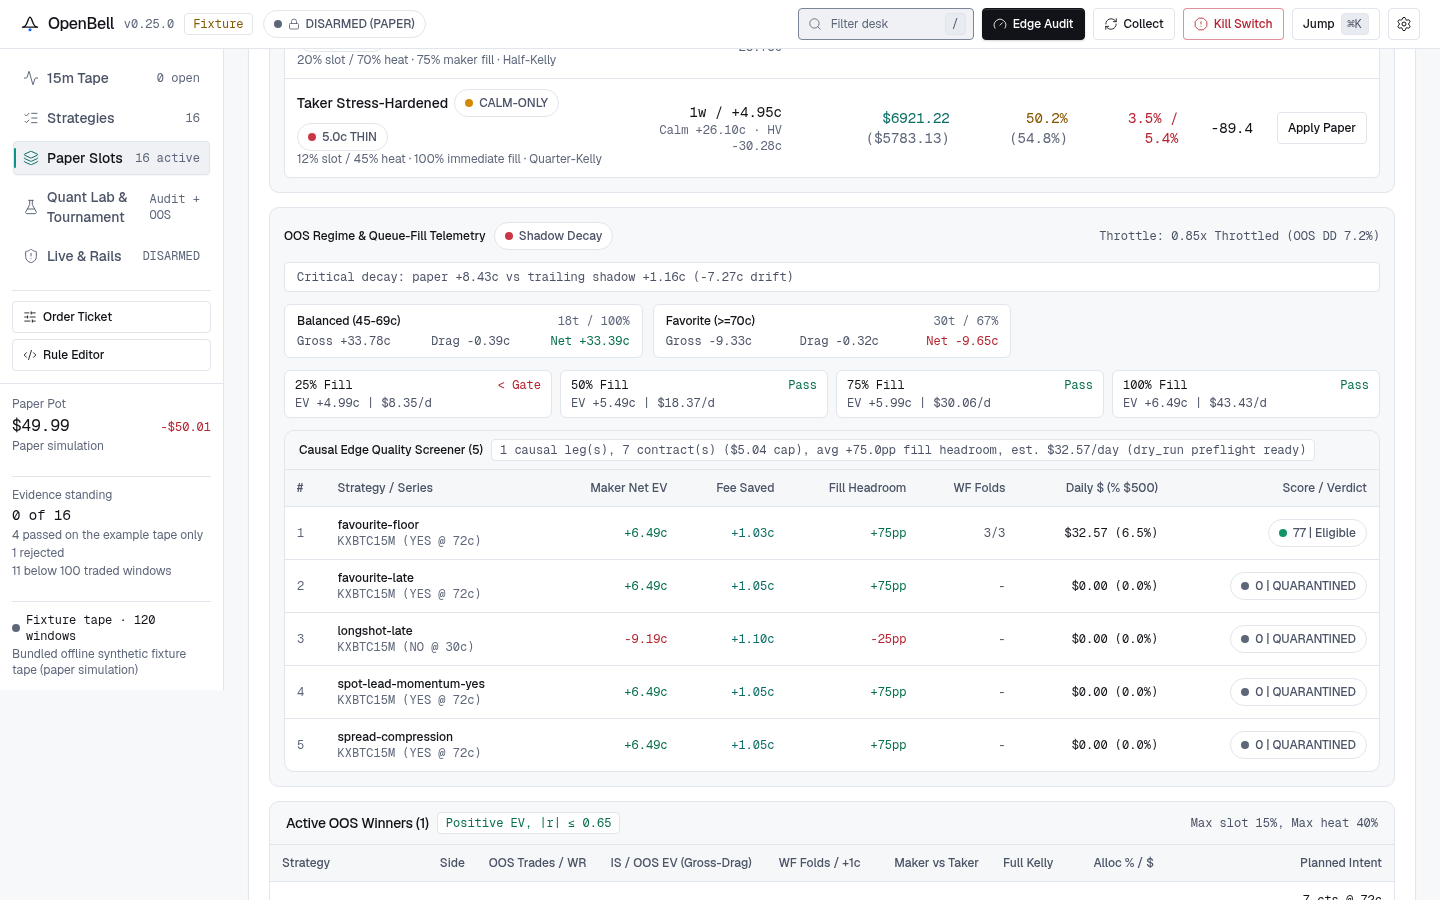 OpenBell v0.25.0 Fixture DISARMED (PAPER) Filter desk / Edge Audit Collect Kill Switch Jump ⌘K
15m Tape 0 open
Strategies 16
Paper Slots 16 active
Quant Lab & Tournament Audit + OOS
Live & Rails DISARMED
Order Ticket
Rule Editor
Paper Pot
$49.99 -$50.01
Paper simulation
Evidence standing
0 of 16
4 passed on the example tape only
1 rejected
11 below 100 traded windows
Fixture tape · 120 windows
Bundled offline synthetic fixture
tape (paper simulation)
20% slot / 70% heat · 75% maker fill · Half-Kelly
Taker Stress-Hardened CALM-ONLY
5.0c THIN
12% slot / 45% heat · 100% immediate fill · Quarter-Kelly
1w / +4.95c
Calm +26.10c · HV
-30.28c
$6921.22
($5783.13)
50.2%
(54.8%)
3.5% /
5.4%
-89.4
Apply Paper
OOS Regime & Queue-Fill Telemetry Shadow Decay Throttle: 0.85x Throttled (OOS DD 7.2%)
Critical decay: paper +8.43c vs trailing shadow +1.16c (-7.27c drift)
Balanced (45-69c) 18t / 100%
Gross +33.78c Drag -0.39c Net +33.39c
Favorite (>=70c) 30t / 67%
Gross -9.33c Drag -0.32c Net -9.65c
25% Fill < Gate
EV +4.99c | $8.35/d
50% Fill Pass
EV +5.49c | $18.37/d
75% Fill Pass
EV +5.99c | $30.06/d
100% Fill Pass
EV +6.49c | $43.43/d
Causal Edge Quality Screener (5) 1 causal leg(s), 7 contract(s) ($5.04 cap), avg +75.0pp fill headroom, est. $32.57/day (dry_run preflight ready)
# Strategy / Series Maker Net EV Fee Saved Fill Headroom WF Folds Daily $ (% $500) Score / Verdict
1 favourite-floor +6.49c +1.03c +75pp 3/3 $32.57 (6.5%) 77 | Eligible
KXBTC15M (YES @ 72c)
2 favourite-late +6.49c +1.05c +75pp - $0.00 (0.0%) 0 | QUARANTINED
KXBTC15M (YES @ 72c)
3 longshot-late -9.19c +1.10c -25pp - $0.00 (0.0%) 0 | QUARANTINED
KXBTC15M (NO @ 30c)
4 spot-lead-momentum-yes +6.49c +1.05c +75pp - $0.00 (0.0%) 0 | QUARANTINED
KXBTC15M (YES @ 72c)
5 spread-compression +6.49c +1.05c +75pp - $0.00 (0.0%) 0 | QUARANTINED
KXBTC15M (YES @ 72c)
Active OOS Winners (1) Positive EV, |r| ≤ 0.65 Max slot 15%, Max heat 40%
Strategy Side OOS Trades / WR IS / OOS EV (Gross-Drag) WF Folds / +1c Maker vs Taker Full Kelly Alloc % / $ Planned Intent
7 cts @ 72c